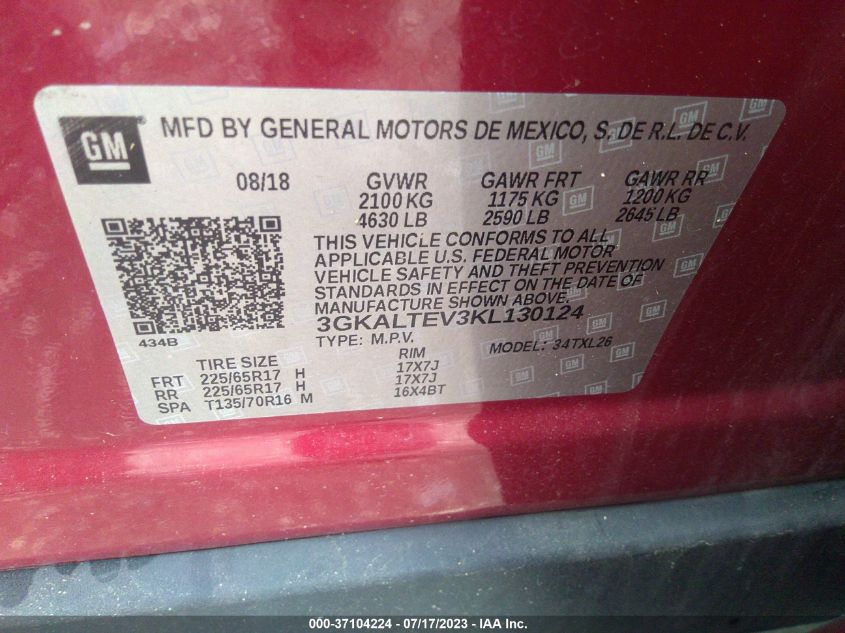 GM MFD BY GENERAL MOTORS DE MEXICO, S. DE R.L. DE C.V.
08/18 GVWR GAWR FRT GAWR RR
2100 KG 1175 KG 1200 KG
4630 LB 2590 LB 2645 LB
THIS VEHICLE CONFORMS TO ALL
APPLICABLE U.S. FEDERAL MOTOR
VEHICLE SAFETY AND THEFT PREVENTION
STANDARDS IN EFFECT ON THE DATE OF
MANUFACTURE SHOWN ABOVE.
3GKALTEV3KL130124
434B TYPE: M.P.V. MODEL: 34TXL26
TIRE SIZE RIM
FRT 225/65R17 H 17X7J
RR 225/65R17 H 17X7J
SPA T135/70R16 M 16X4BT
000-37104224 / 07/17/2023 - IAA Inc.